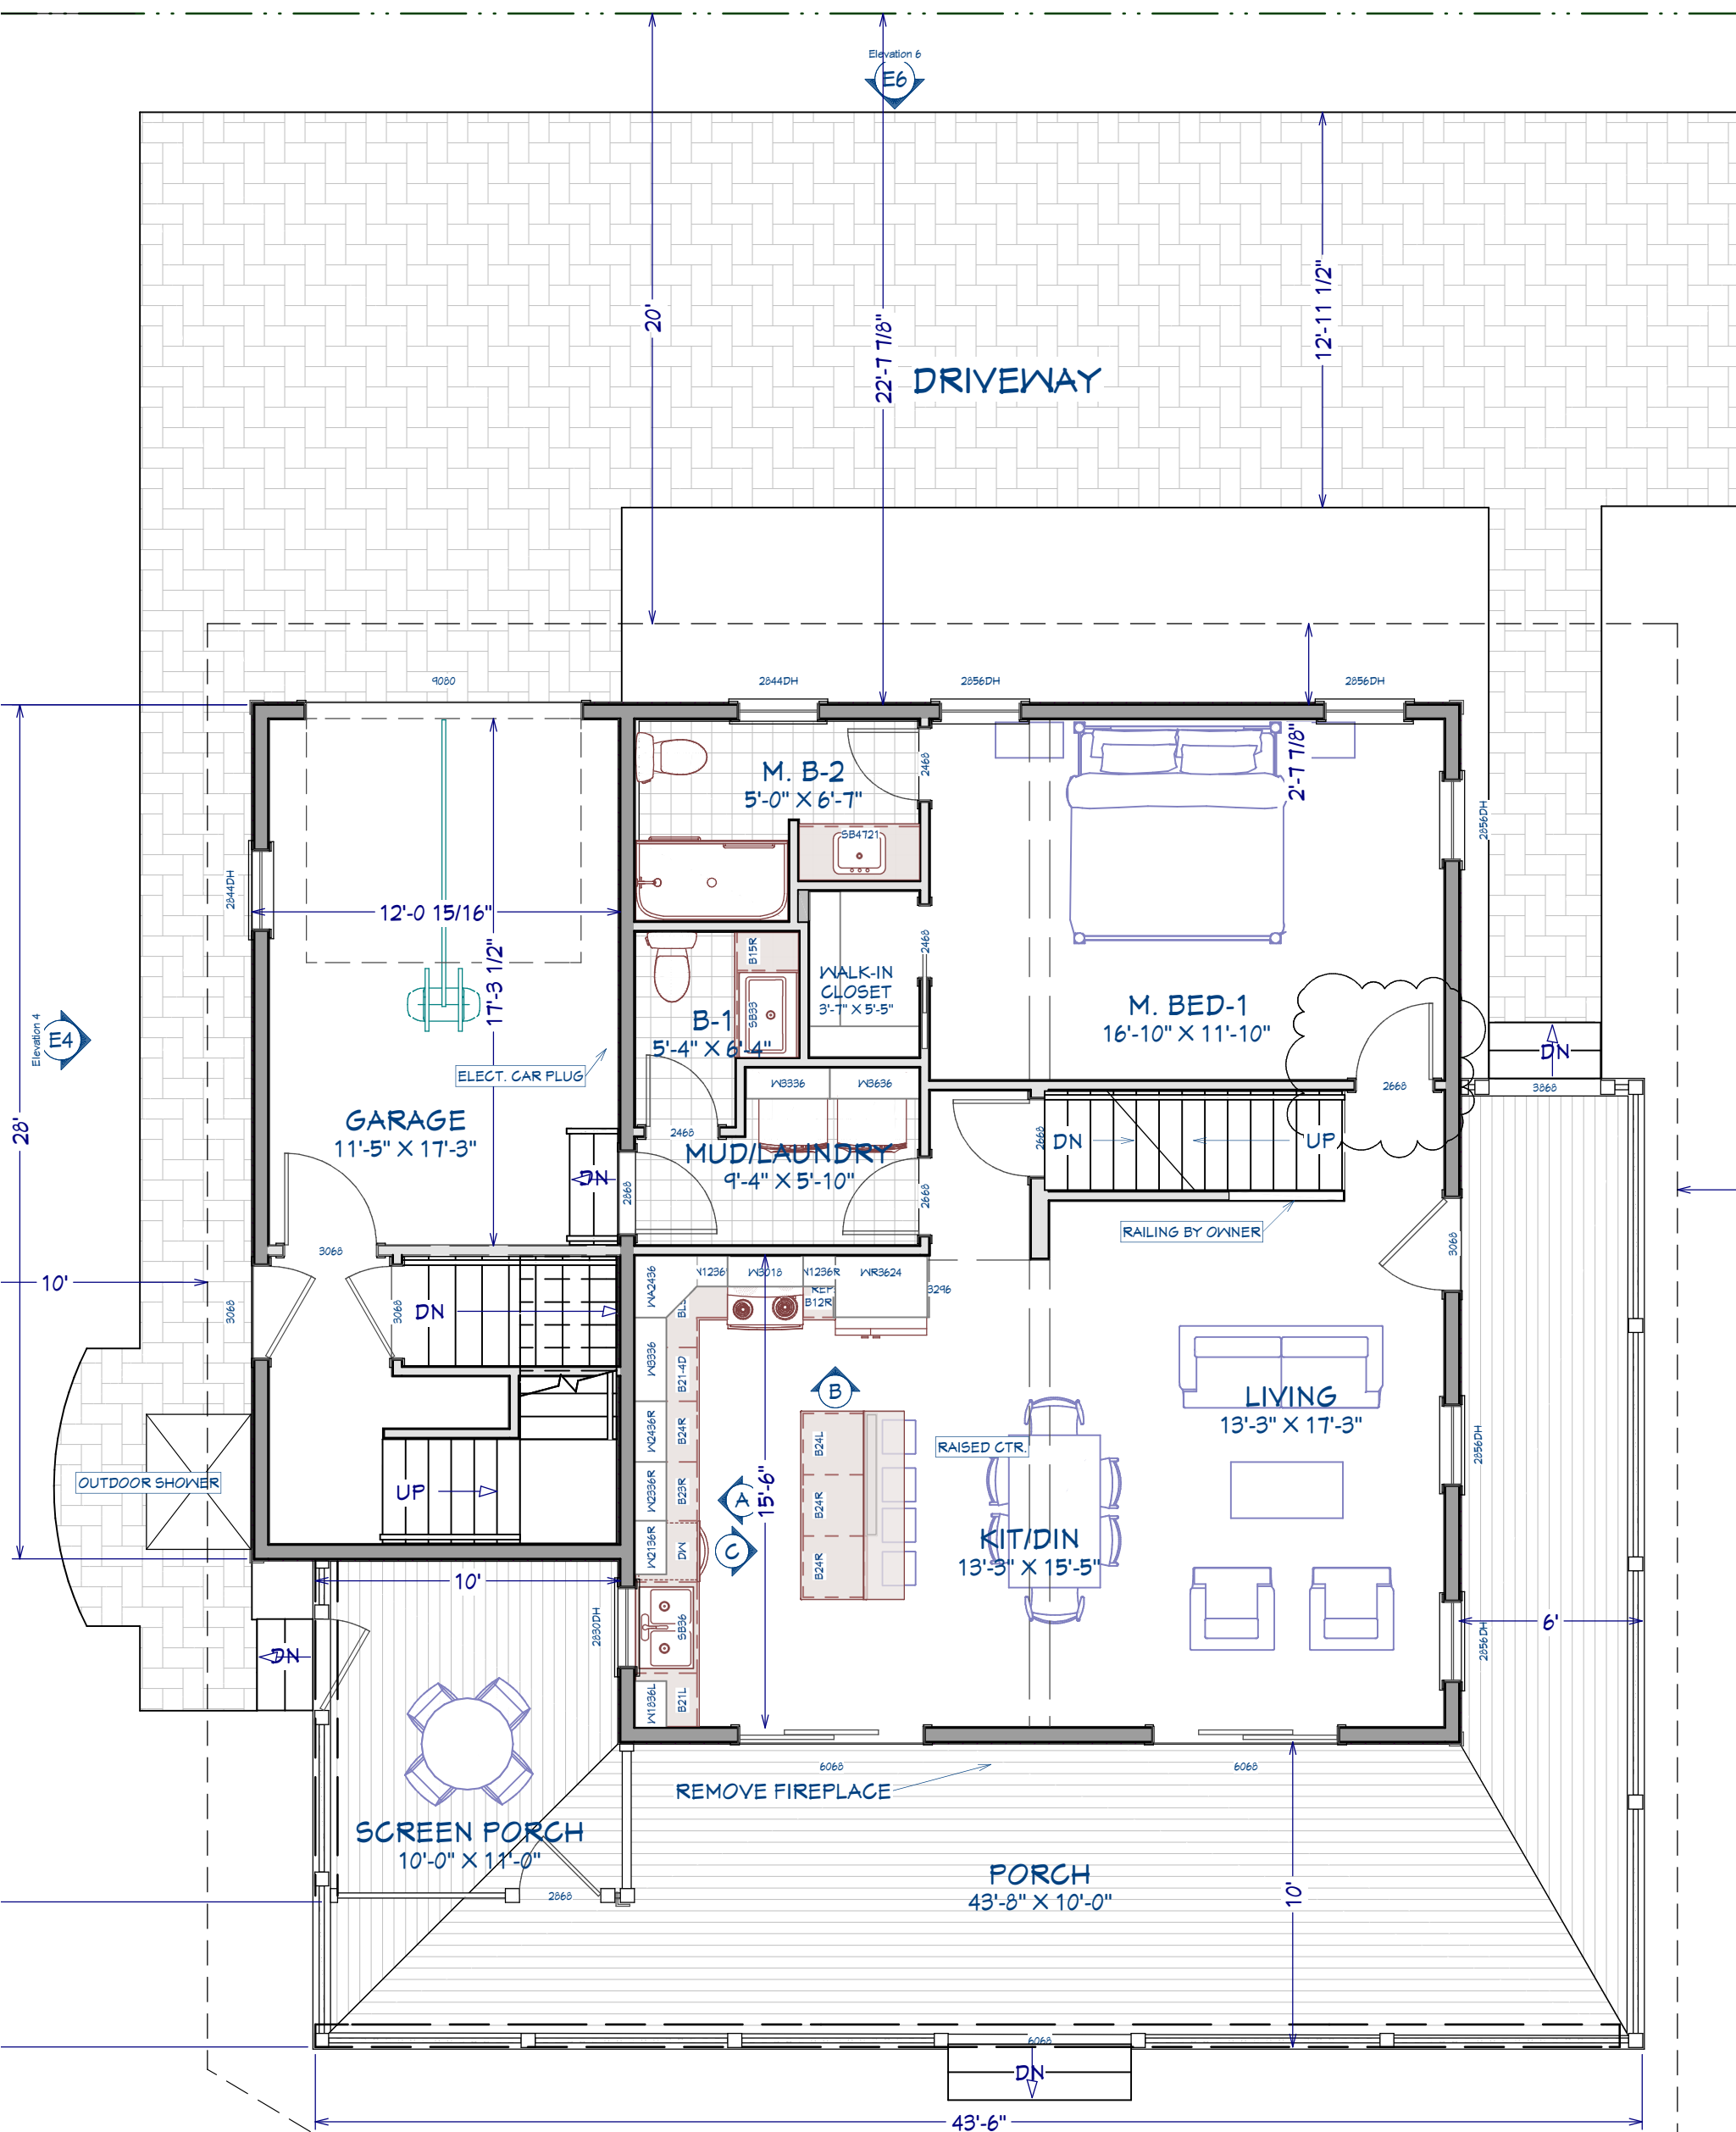 Elevation 6
E6
20'
22'-7 7/8"
12'-11 1/2"
DRIVEWAY
9080
2844DH
2856DH
2856DH
2'-7 7/8"
M. B-2
5'-0" X 6'-7"
2468
SB4721
2856DH
2844DH
12'-0 15/16"
17'-3 1/2"
B15R
2468
WALK-IN
CLOSET
3'-7" X 5'-5"
SB33
B-1
5'-4" X 6'-4"
M. BED-1
16'-10" X 11'-10"
Elevation 4
E4
DN
ELECT. CAR PLUG
W3336
W3636
2668
3868
28'
GARAGE
11'-5" X 17'-3"
2468
2668
DN
UP
MUD/LAUNDRY
9'-4" X 5'-10"
DN
2868
2668
RAILING BY OWNER
3068
3068
10'
3068
3068
DN
WA2436
W3018
WR3624
B12R
3296
W3336
B21-4D
B
LIVING
13'-3" X 17'-3"
W2436R
B24R
B24L
RAISED CTR.
2856DH
OUTDOOR SHOWER
UP
W2336R
B23R
A
15'-6"
B24R
KIT/DIN
13'-3" X 15'-5"
W2136R
DW
C
B24R
10'
2830DH
SB36
6'
2856DH
DN
W1836L
B21L
6068
6068
REMOVE FIREPLACE
SCREEN PORCH
10'-0" X 11'-0"
2868
PORCH
43'-8" X 10'-0"
10'
6068
DN
43'-6"